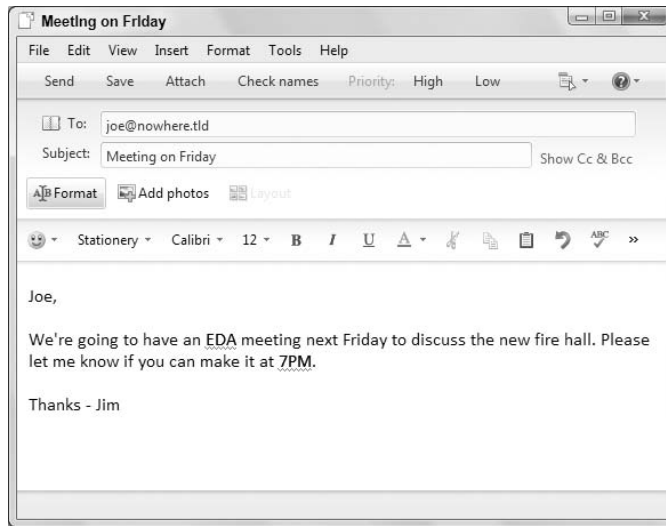 Meeting on Friday
File Edit View Insert Format Tools Help
Send Save Attach Check names Priority: High Low
To: joe@nowhere.tld
Subject: Meeting on Friday Show Cc & Bcc
Format Add photos Layout
Stationery Calibri 12 B I U A ABC »
Joe,
We're going to have an EDA meeting next Friday to discuss the new fire hall. Please
let me know if you can make it at 7PM.
Thanks - Jim